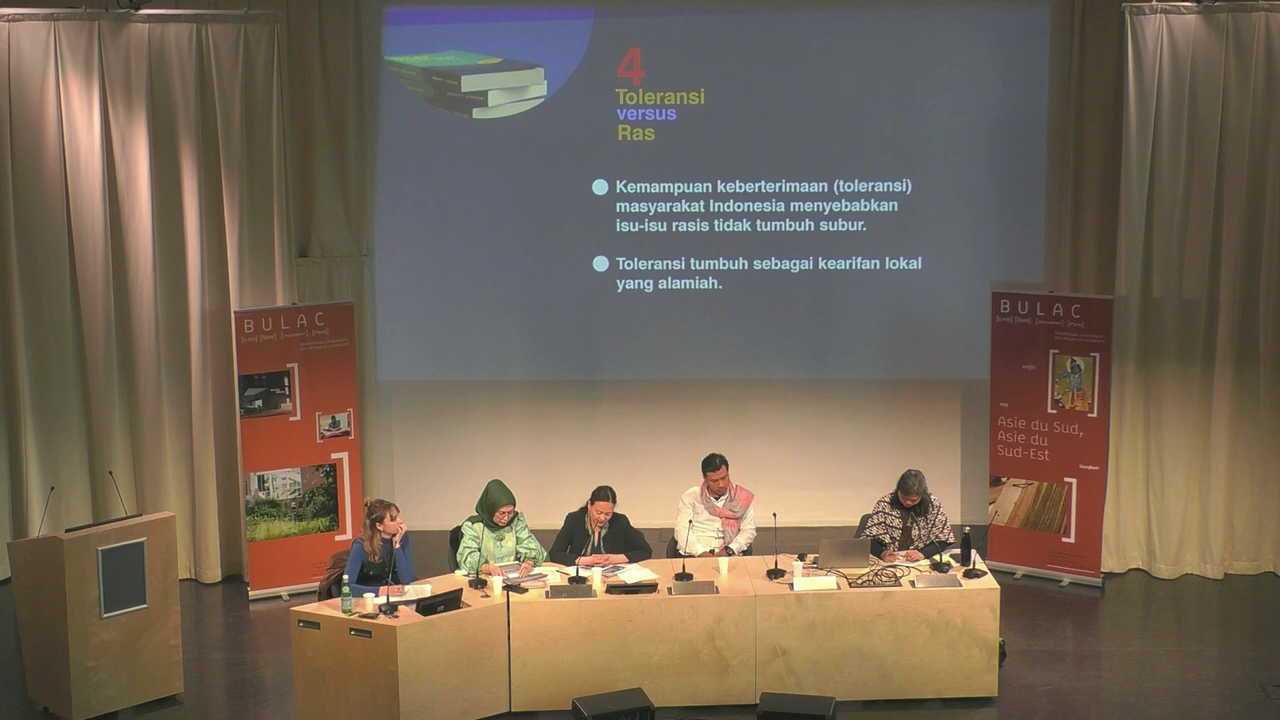 4
Toleransi
versus
Ras
Kemampuan keberterimaan (toleransi)
masyarakat Indonesia menyebabkan
isu-isu rasis tidak tumbuh subur.
Toleransi tumbuh sebagai kearifan lokal
yang alamiah.
BULAC
BULAC
Asie du Sud,
Asie du
Sud-Est